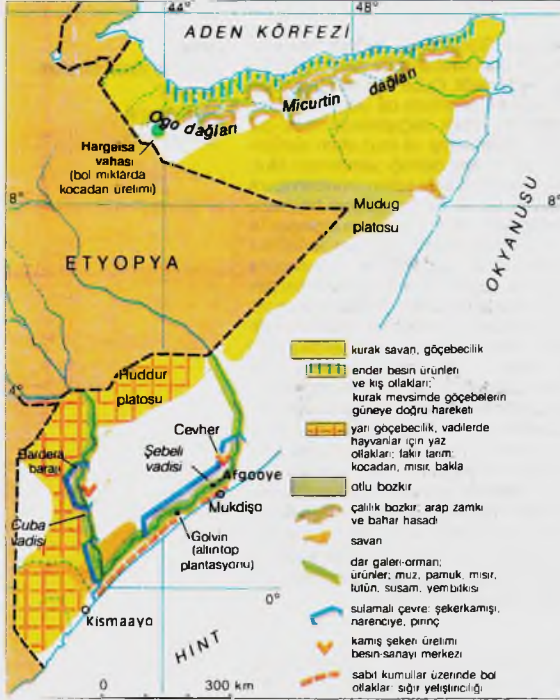 44°
48°
ADEN KÖRFEZİ
Ogo dağları
Micurtin dağları
Hargeisa
vahası
(bol miktarda
kocadarı üretimi)
8°
8°
Mudug
platosu
OKYANUSU
ETYOPYA
kurak savan, göçebecilik
ender besin ürünleri
ve kış otlakları;
kurak mevsimde göçebelerin
güneye doğru hareketi
4°
Huddur
platosu
yarı göçebecilik, vadilerde
hayvanlar için yaz
otlakları; fakir tarım:
kocadarı, mısır, bakla
Cevher
Bardera
barajı
Şebeli
vadisi
Afgooye
otlu bozkır
Mukdişo
çalılık bozkır; arap zamkı
ve bahar hasadı
Cuba
vadisi
savan
Golvin
(altıntop
plantasyonu)
dar galeri-orman;
ürünler; muz, pamuk, mısır,
tütün, susam, yembitkisi
0°
sulamalı çevre: şekerkamışı,
narenciye, pirinç
Kismaayo
kamış şekeri üretimi
besin-sanayi merkezi
HINT
sabit kumullar üzerinde bol
otlaklar: sığır yetiştiriciliği
0
300 km